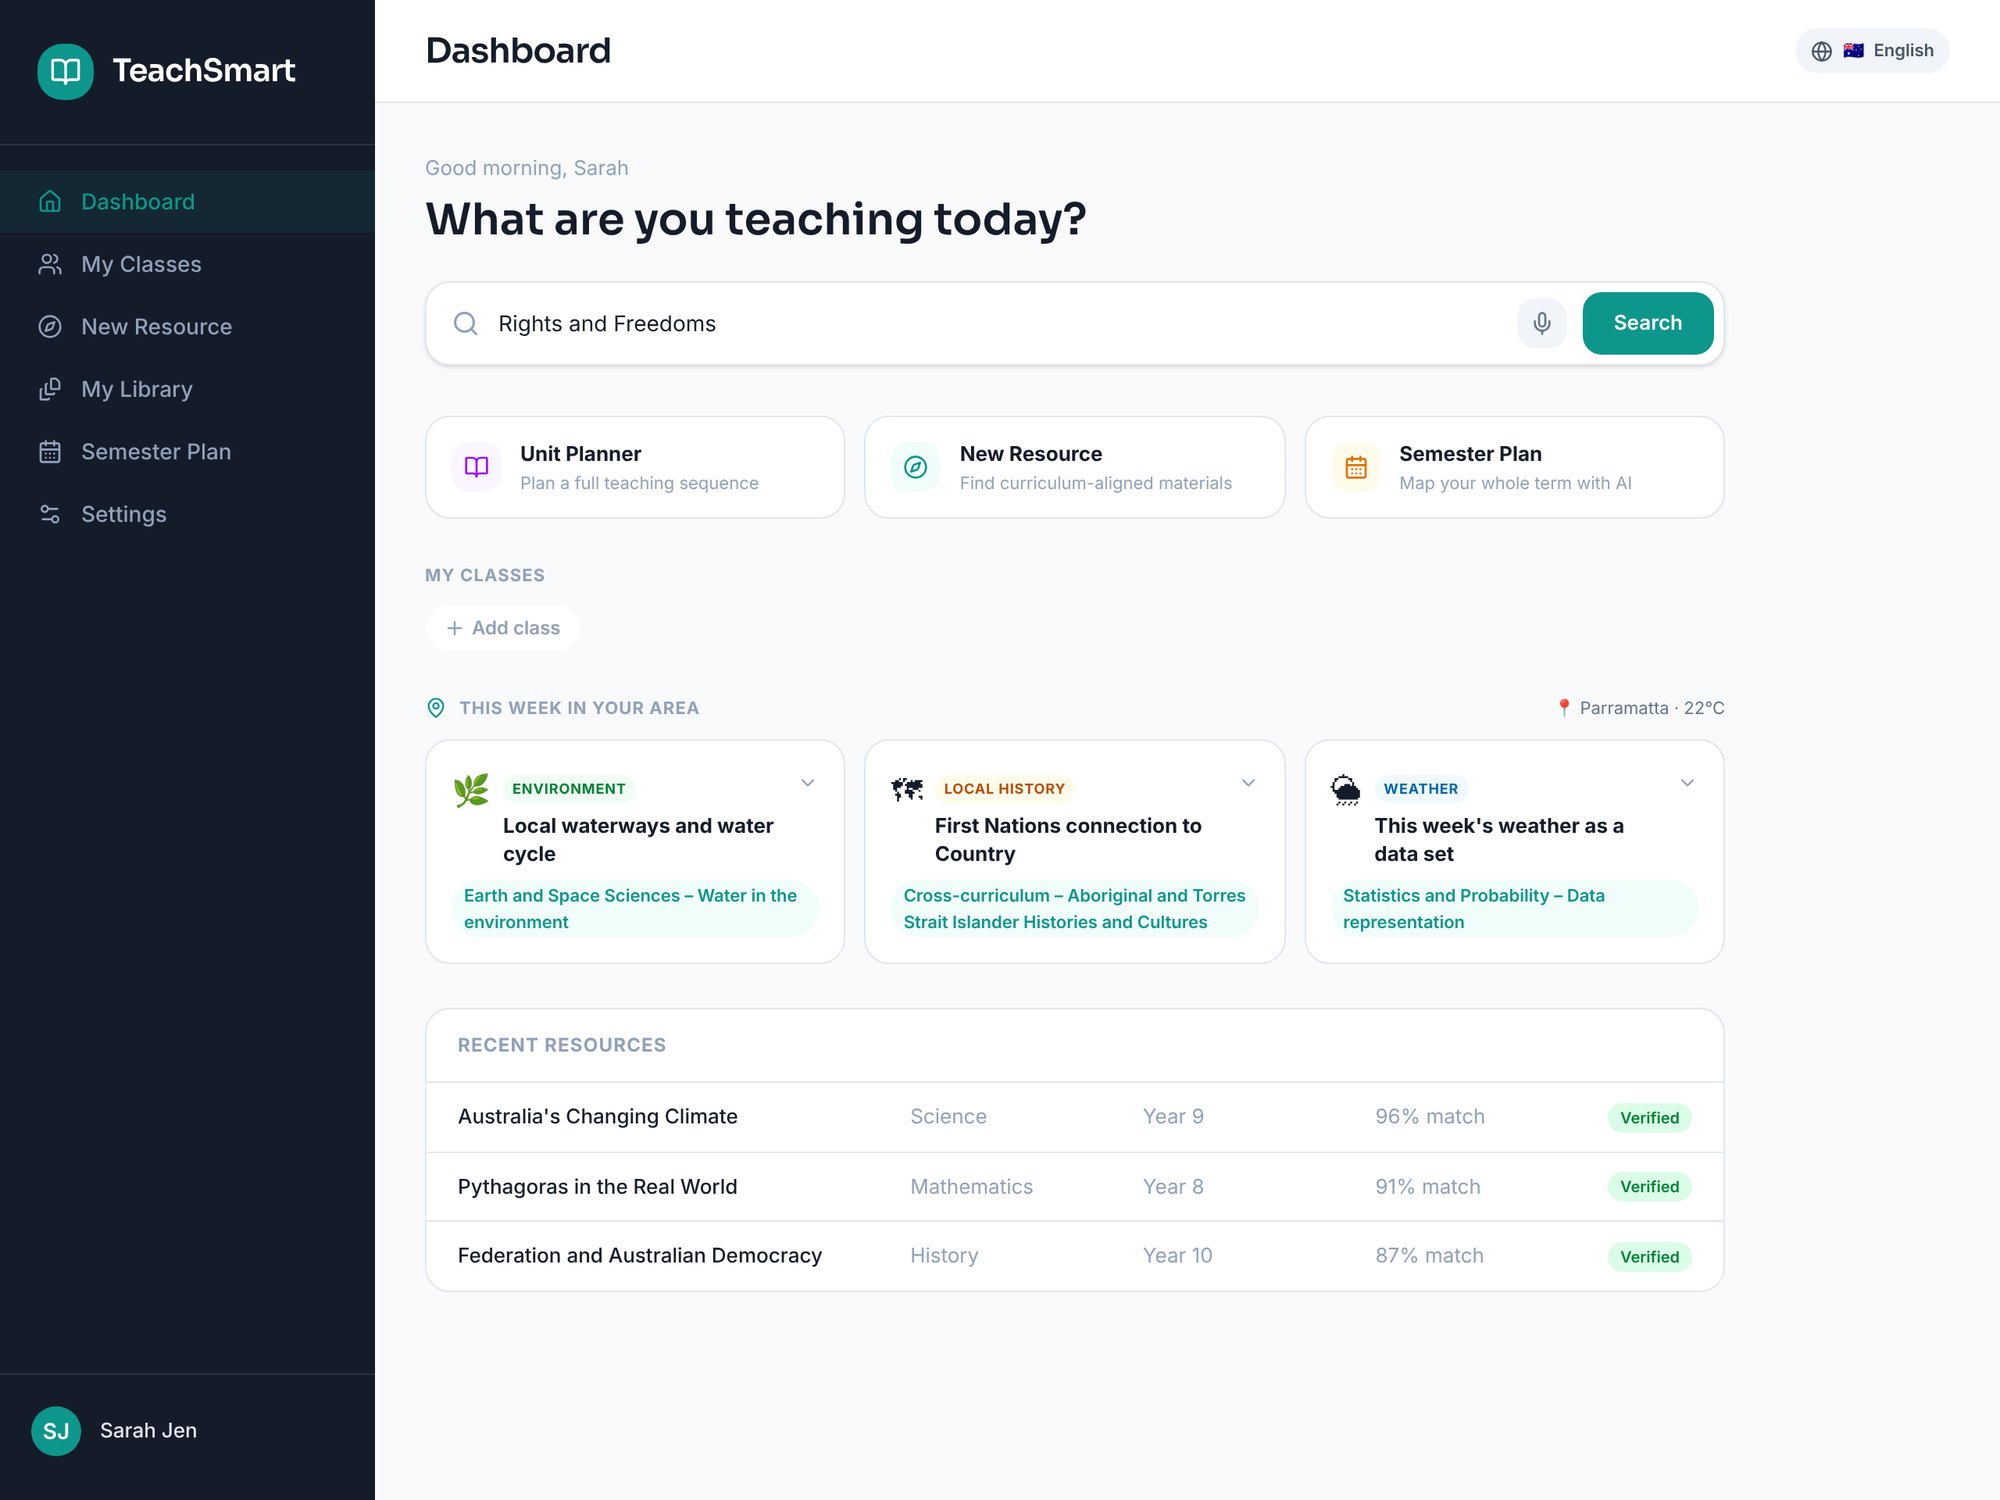 TeachSmart
Dashboard
My Classes
New Resource
My Library
Semester Plan
Settings
SJ
Sarah Jen
Dashboard
English
Good morning, Sarah
What are you teaching today?
Rights and Freedoms
Search
Unit Planner
Plan a full teaching sequence
New Resource
Find curriculum-aligned materials
Semester Plan
Map your whole term with AI
MY CLASSES
+ Add class
THIS WEEK IN YOUR AREA
Parramatta · 22°C
ENVIRONMENT
Local waterways and water
cycle
Earth and Space Sciences – Water in the
environment
LOCAL HISTORY
First Nations connection to
Country
Cross-curriculum – Aboriginal and Torres
Strait Islander Histories and Cultures
WEATHER
This week's weather as a
data set
Statistics and Probability – Data
representation
RECENT RESOURCES
Australia's Changing Climate Science Year 9 96% match Verified
Pythagoras in the Real World Mathematics Year 8 91% match Verified
Federation and Australian Democracy History Year 10 87% match Verified